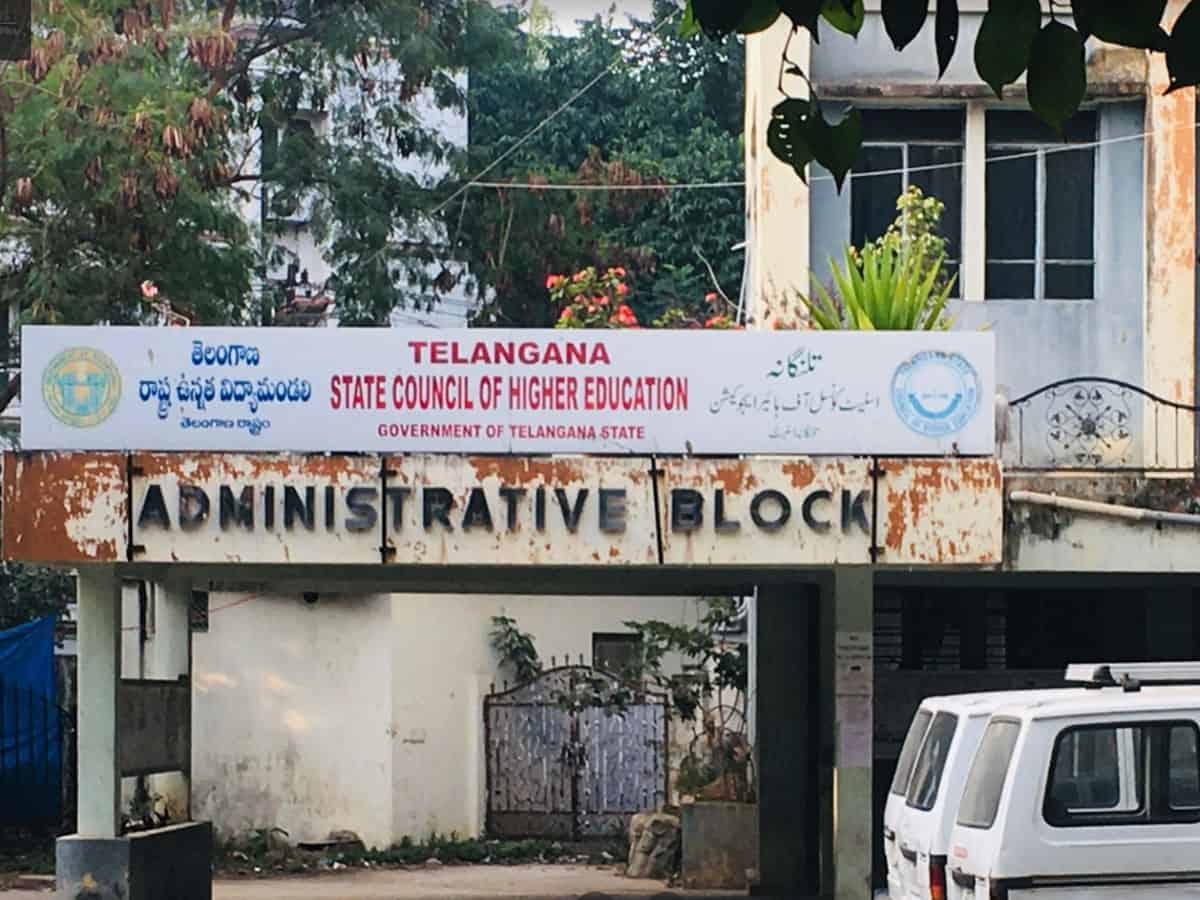 తెలంగాణ
రాష్ట్ర ఉన్నత విద్యామండలి
తెలంగాణ రాష్ట్రం
TELANGANA
STATE COUNCIL OF HIGHER EDUCATION
GOVERNMENT OF TELANGANA STATE
تلنگانہ
اسٹیٹ کونسل آف ہائیر ایجوکیشن
ADMINISTRATIVE BLOCK